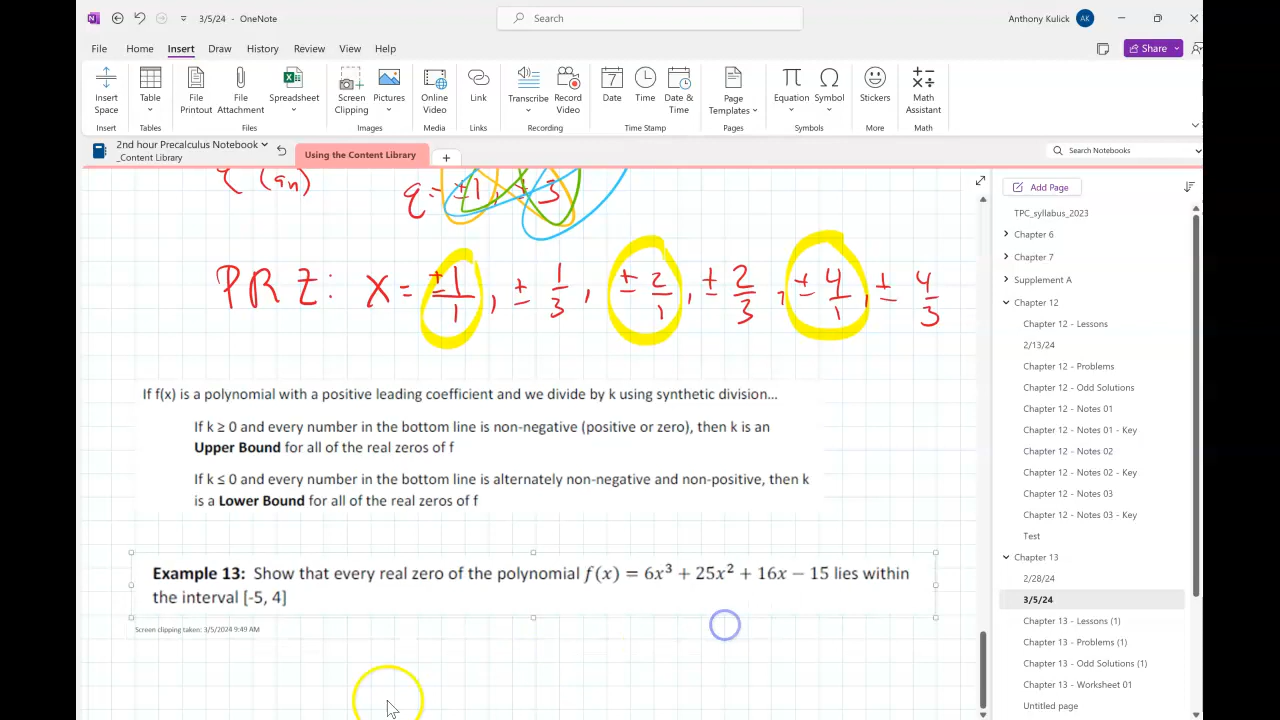 3/5/24 - OneNote
Search
Anthony Kulick
AK
File Home Insert Draw History Review View Help
Share
Insert Space
Table
File Printout
File Attachment
Spreadsheet
Screen Clipping
Pictures
Online Video
Link
Transcribe
Record Video
Date
Time
Date & Time
Page Templates
Equation
Symbol
Stickers
Math Assistant
Insert Tables Files Images Media Links Recording Time Stamp Pages Symbols More Math
2nd hour Precalculus Notebook
_Content Library
Using the Content Library
Search Notebooks
q (aₙ)
q = ±1, ± 3
PRZ: x = ± 1/1, ± 1/3, ± 2/1, ± 2/3, ± 4/1, ± 4/3
If f(x) is a polynomial with a positive leading coefficient and we divide by k using synthetic division...
If k ≥ 0 and every number in the bottom line is non-negative (positive or zero), then k is an
Upper Bound for all of the real zeros of f
If k ≤ 0 and every number in the bottom line is alternately non-negative and non-positive, then k
is a Lower Bound for all of the real zeros of f
Example 13: Show that every real zero of the polynomial f(x) = 6x³ + 25x² + 16x − 15 lies within
the interval [-5, 4]
Screen clipping taken: 3/5/2024 9:49 AM
Add Page
TPC_syllabus_2023
Chapter 6
Chapter 7
Supplement A
Chapter 12
Chapter 12 - Lessons
2/13/24
Chapter 12 - Problems
Chapter 12 - Odd Solutions
Chapter 12 - Notes 01
Chapter 12 - Notes 01 - Key
Chapter 12 - Notes 02
Chapter 12 - Notes 02 - Key
Chapter 12 - Notes 03
Chapter 12 - Notes 03 - Key
Test
Chapter 13
2/28/24
3/5/24
Chapter 13 - Lessons (1)
Chapter 13 - Problems (1)
Chapter 13 - Odd Solutions (1)
Chapter 13 - Worksheet 01
Untitled page